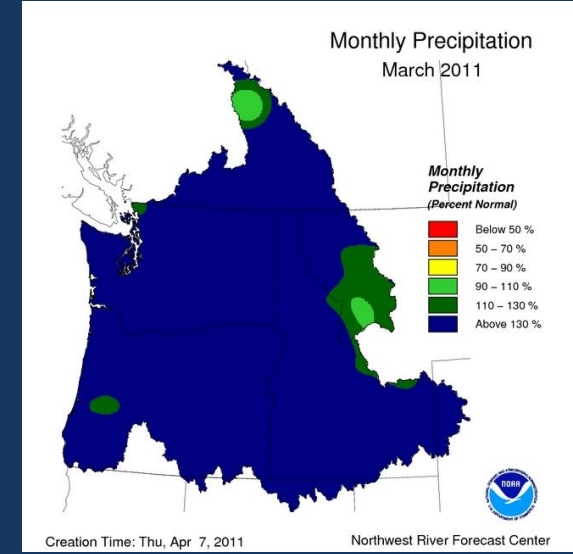 Monthly Precipitation
March 2011
Monthly
Precipitation
(Percent Normal)
Below 50 %
50 – 70 %
70 – 90 %
90 – 110 %
110 – 130 %
Above 130 %
NOAA
Creation Time: Thu, Apr 7, 2011
Northwest River Forecast Center